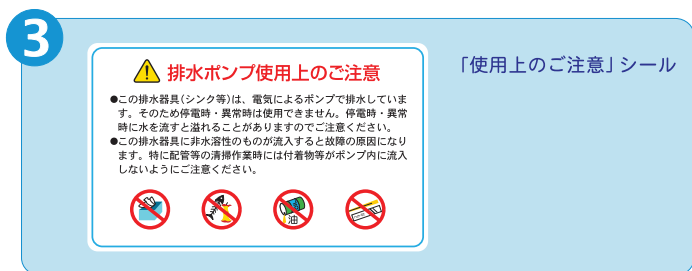 3
排水ポンプ使用上のご注意
「使用上のご注意」シール
●この排水器具(シンク等)は、電気によるポンプで排水していま
す。そのため停電時・異常時は使用できません。停電時・異常
時に水を流すと溢れることがありますのでご注意ください。
●この排水器具に非水溶性のものが流入すると故障の原因になり
ます。特に配管等の清掃作業時には付着物等がポンプ内に流入
しないようにご注意ください。
油